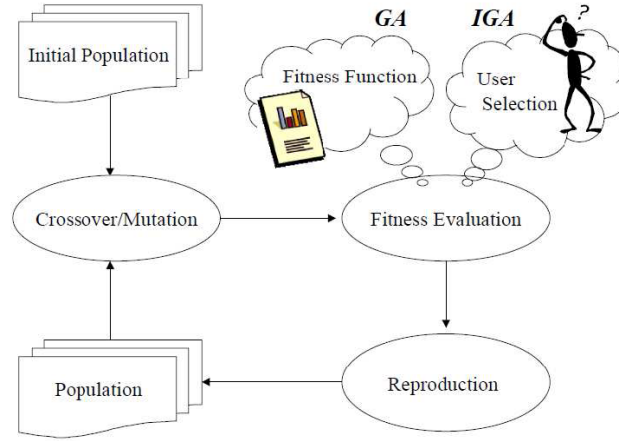 GA
IGA
?
Initial Population
Fitness Function
User
Selection
Crossover/Mutation
Fitness Evaluation
Population
Reproduction